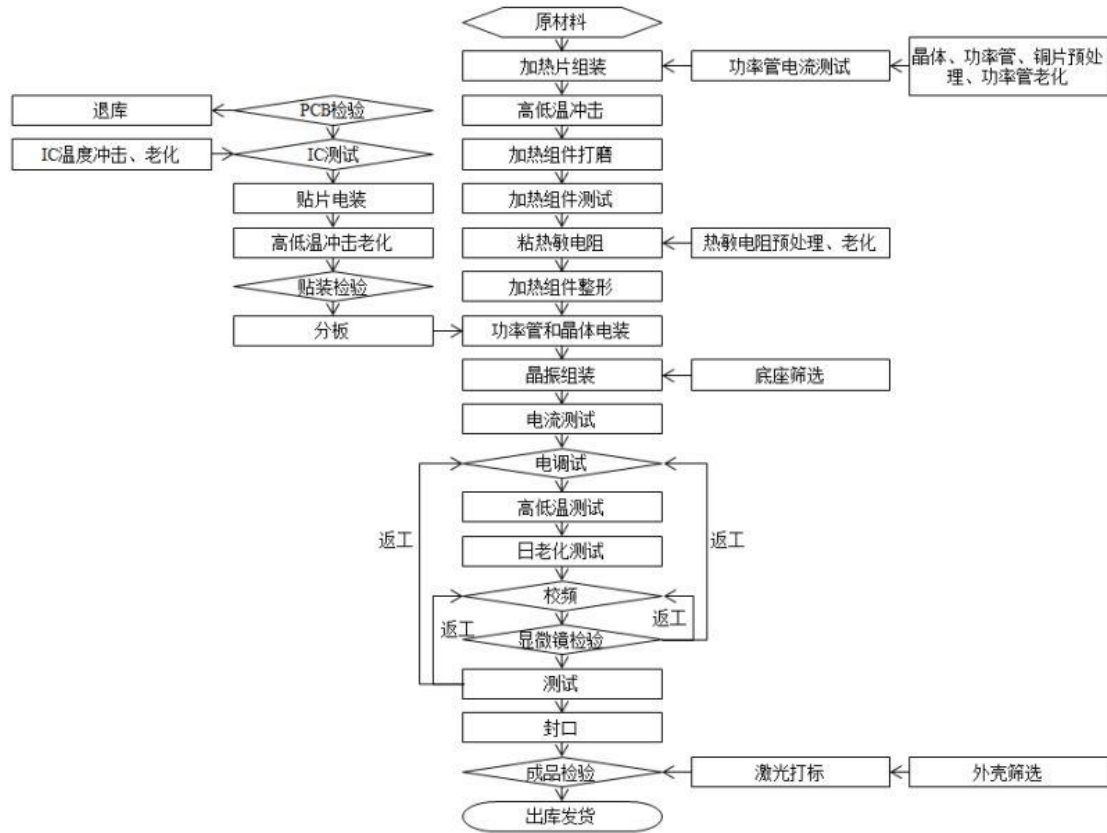 原材料
加热片组装
功率管电流测试
晶体、功率管、铜片预处
理、功率管老化
退库
PCB检验
高低温冲击
IC温度冲击、老化
IC测试
加热组件打磨
贴片电装
加热组件测试
高低温冲击老化
粘热敏电阻
热敏电阻预处理、老化
贴装检验
加热组件整形
分板
功率管和晶体电装
晶振组装
底座筛选
电流测试
电调试
高低温测试
返工
返工
日老化测试
校频
返工
返工
显微镜检验
测试
封口
成品检验
激光打标
外壳筛选
出库发货